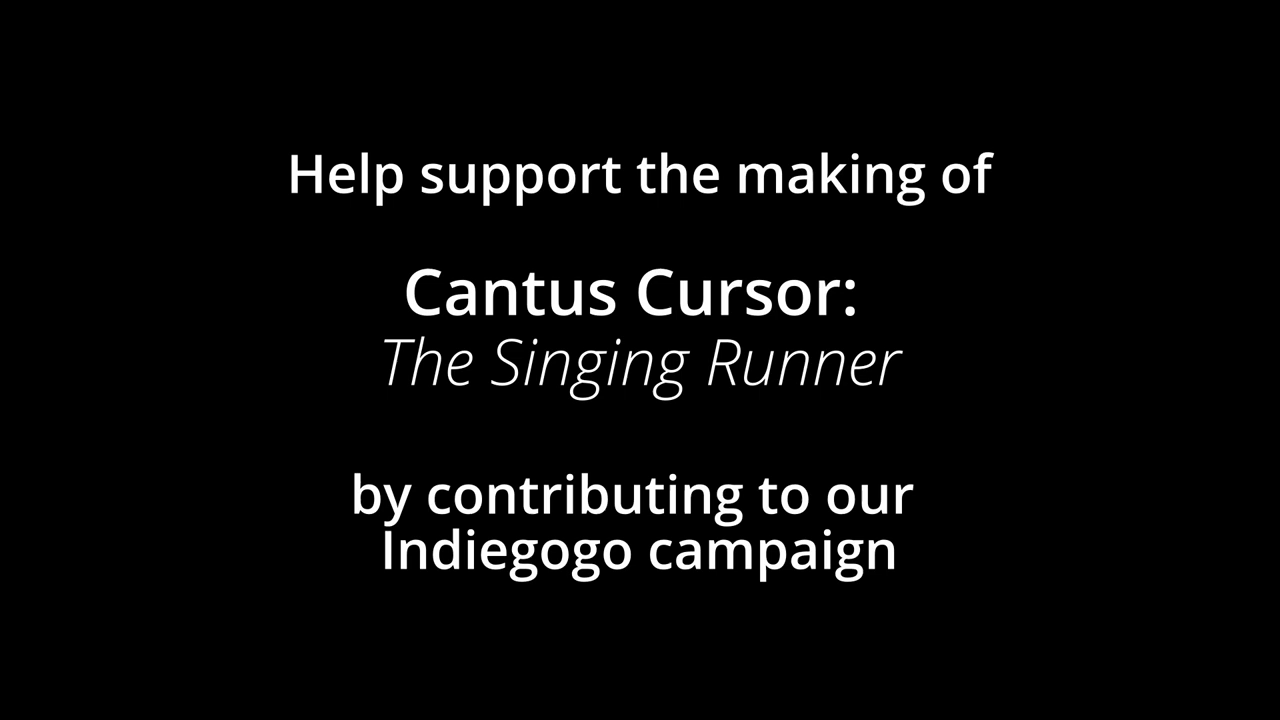 Help support the making of
Cantus Cursor:
The Singing Runner
by contributing to our
Indiegogo campaign